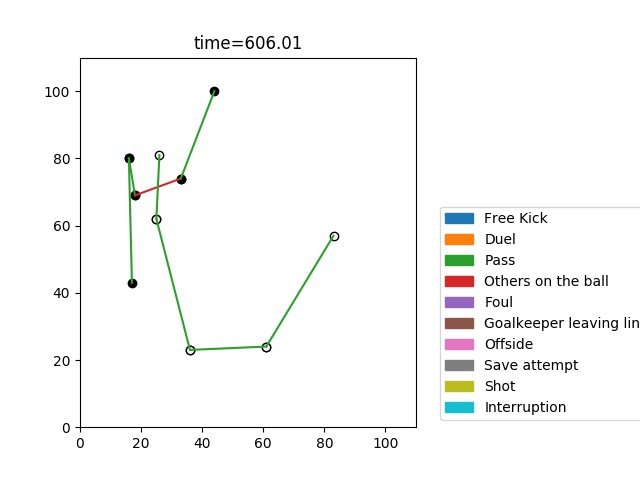 time=606.01
100
80
60
40
20
0
0 20 40 60 80 100
Free Kick
Duel
Pass
Others on the ball
Foul
Goalkeeper leaving lin
Offside
Save attempt
Shot
Interruption